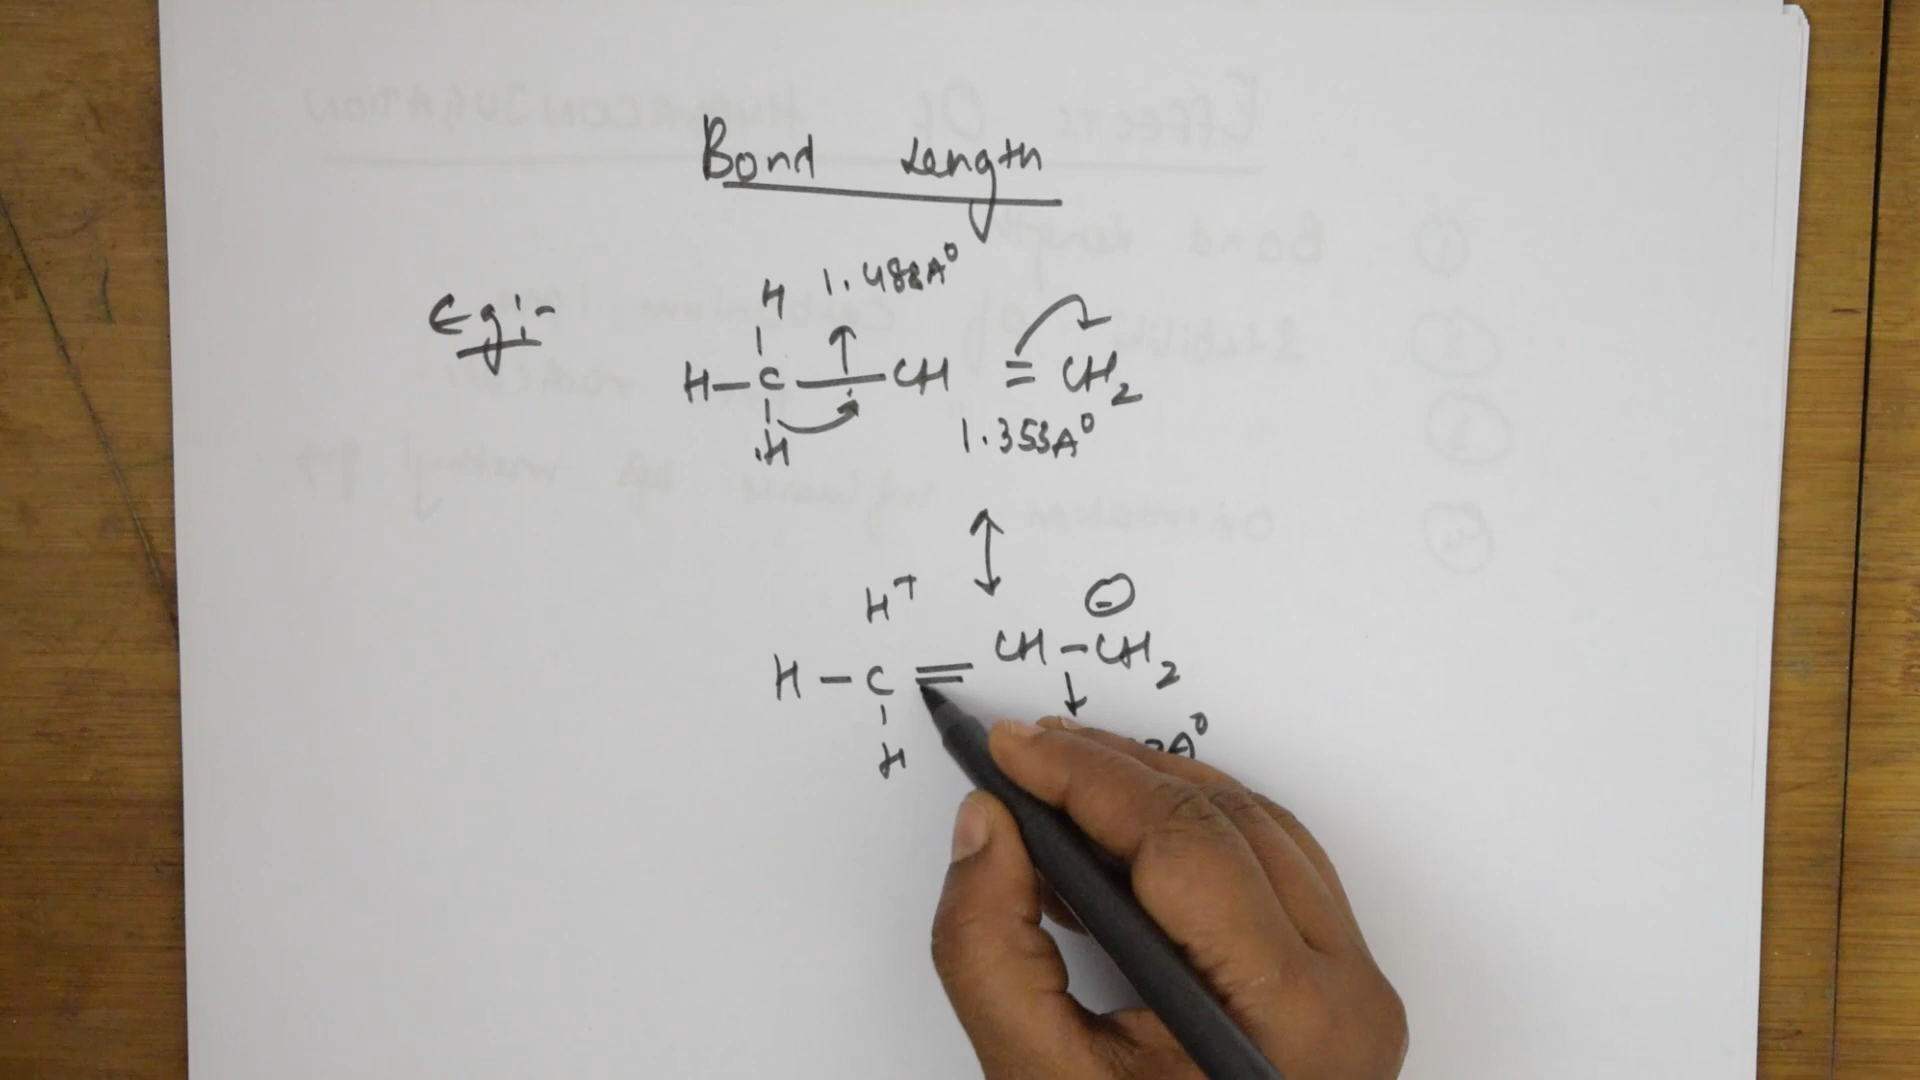 Bond Length
Eg:-
H 1.488A°
H-C-CH=CH2
H 1.353A°
H+ ⊖
H-C=CH-CH2
H A°